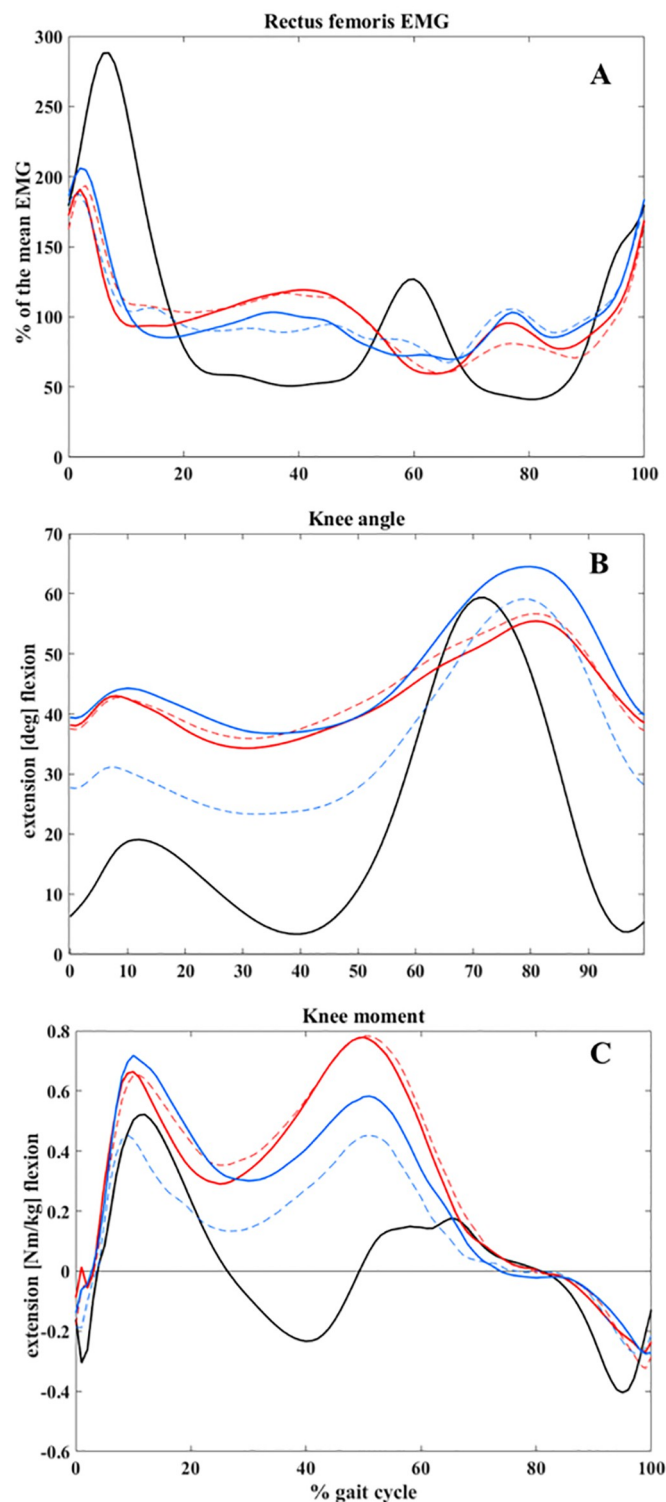 Rectus femoris EMG
A
% of the mean EMG
300
250
200
150
100
50
0
0 20 40 60 80 100
Knee angle
B
extension [deg] flexion
70
60
50
40
30
20
10
0
0 10 20 30 40 50 60 70 80 90
Knee moment
C
extension [Nm/kg] flexion
0.8
0.6
0.4
0.2
0
-0.2
-0.4
-0.6
0 20 40 60 80 100
% gait cycle